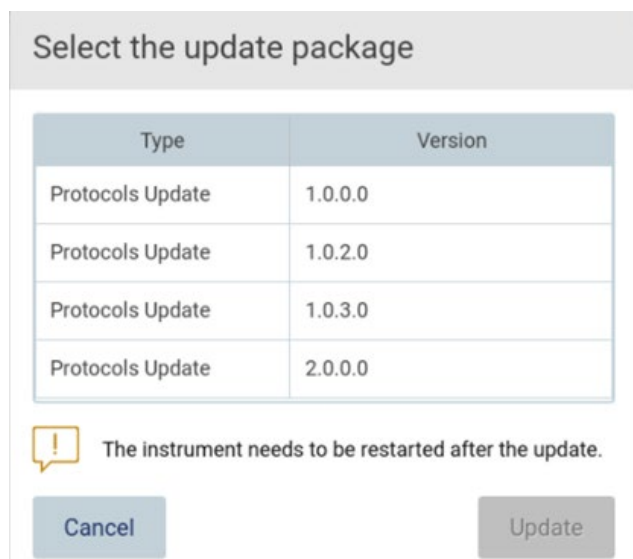 Select the update package
Type Version
Protocols Update 1.0.0.0
Protocols Update 1.0.2.0
Protocols Update 1.0.3.0
Protocols Update 2.0.0.0
! The instrument needs to be restarted after the update.
Cancel Update